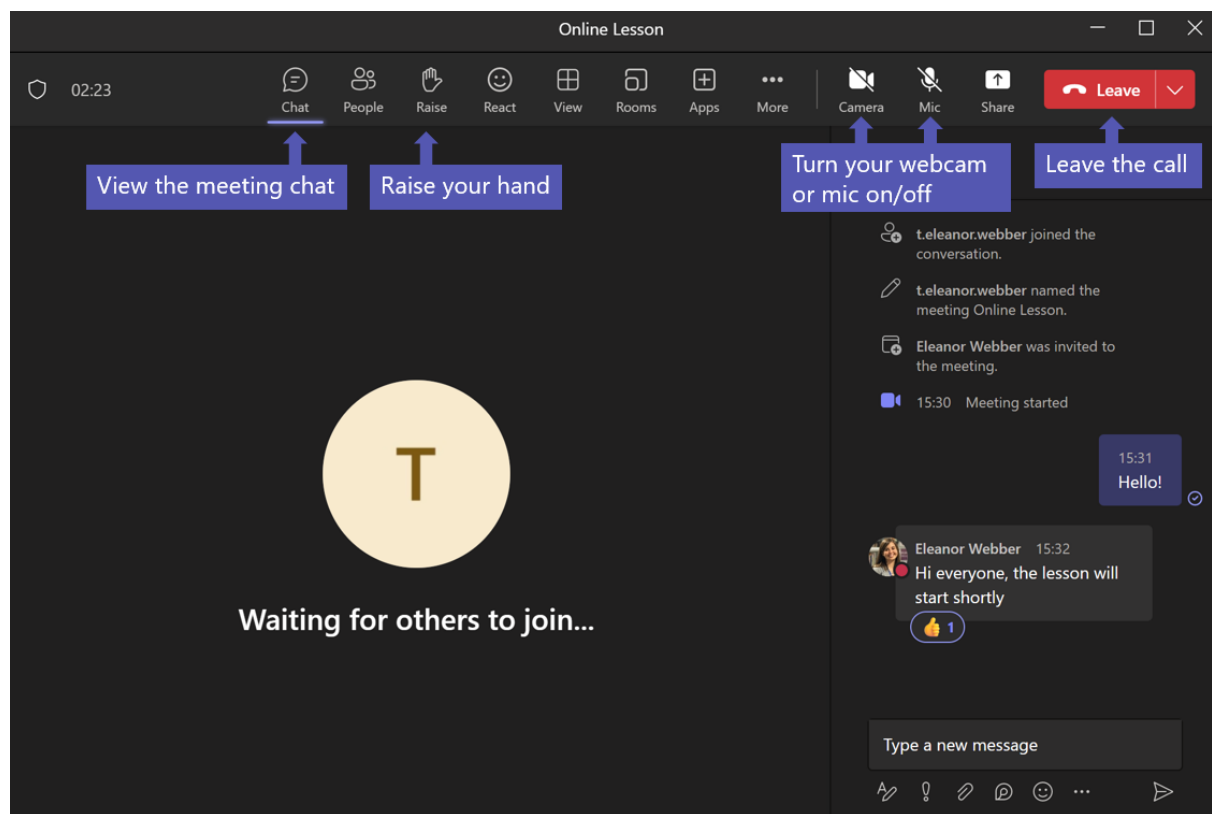 Online Lesson
02:23
Chat
People
Raise
React
View
Rooms
Apps
More
Camera
Mic
Share
Leave
View the meeting chat
Raise your hand
Turn your webcam
or mic on/off
Leave the call
t.eleanor.webber joined the
conversation.
t.eleanor.webber named the
meeting Online Lesson.
Eleanor Webber was invited to
the meeting.
15:30 Meeting started
15:31
Hello!
Eleanor Webber 15:32
Hi everyone, the lesson will
start shortly
👍 1
T
Waiting for others to join...
Type a new message